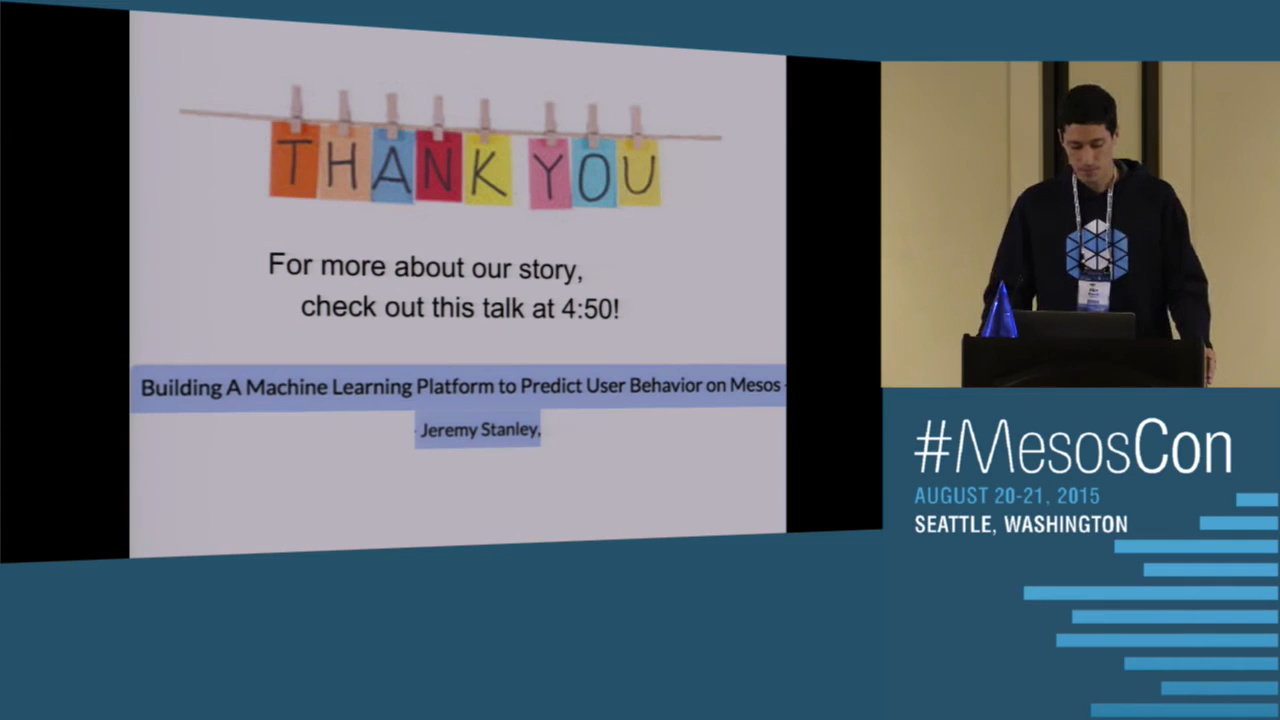 THANK YOU
For more about our story,
check out this talk at 4:50!
Building A Machine Learning Platform to Predict User Behavior on Mesos -
- Jeremy Stanley,
#MesosCon
AUGUST 20-21, 2015
SEATTLE, WASHINGTON